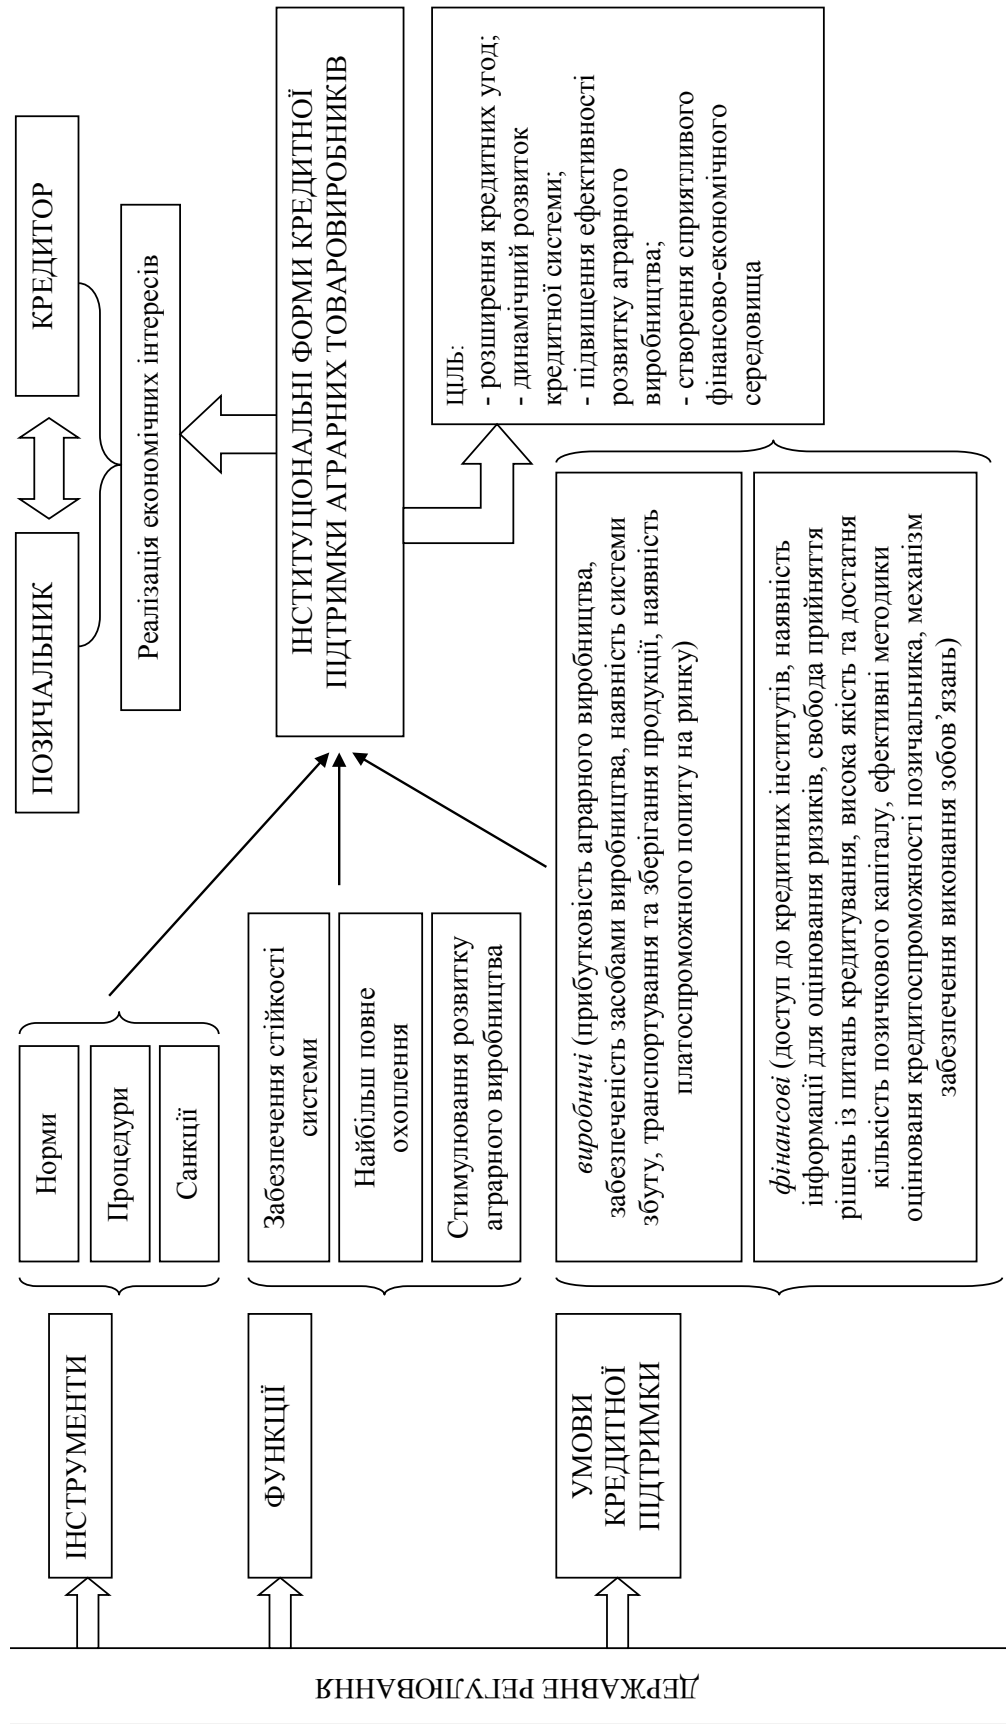 ДЕРЖАВНЕ РЕГУЛЮВАННЯ
ІНСТРУМЕНТИ
Норми
Процедури
Санкції
ФУНКЦІЇ
Забезпечення стійкості
системи
Найбільш повне
охоплення
Стимулювання розвитку
аграрного виробництва
УМОВИ
КРЕДИТНОЇ
ПІДТРИМКИ
виробничі (прибутковість аграрного виробництва,
забезпеченість засобами виробництва, наявність системи
збуту, транспортування та зберігання продукції, наявність
платоспроможного попиту на ринку)
фінансові (доступ до кредитних інститутів, наявність
інформації для оцінювання ризиків, свобода прийняття
рішень із питань кредитування, висока якість та достатня
кількість позичкового капіталу, ефективні методики
оцінюваня кредитоспроможності позичальника, механізм
забезпечення виконання зобов’язань)
ПОЗИЧАЛЬНИК
КРЕДИТОР
Реалізація економічних інтересів
ІНСТИТУЦІОНАЛЬНІ ФОРМИ КРЕДИТНОЇ
ПІДТРИМКИ АГРАРНИХ ТОВАРОВИРОБНИКІВ
ЦІЛЬ:
- розширення кредитних угод;
- динамічний розвиток
кредитної системи;
- підвищення ефективності
розвитку аграрного
виробництва;
- створення сприятливого
фінансово-економічного
середовища